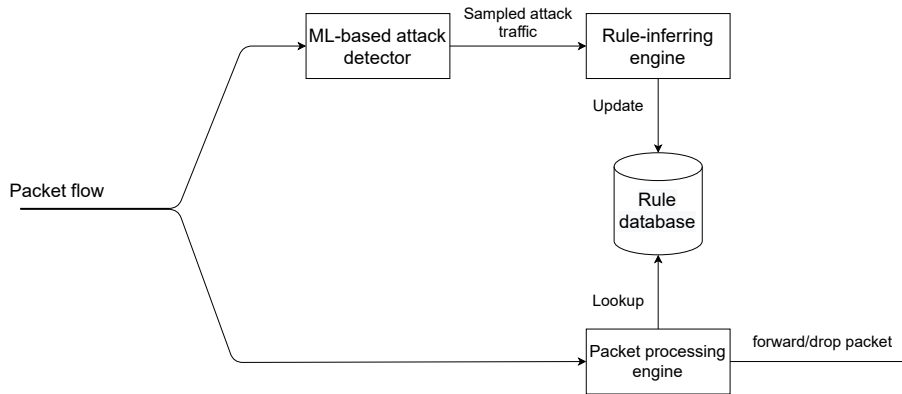 Sampled attack
traffic
ML-based attack
detector
Rule-inferring
engine
Update
Packet flow
Rule
database
Lookup
Packet processing
engine
forward/drop packet